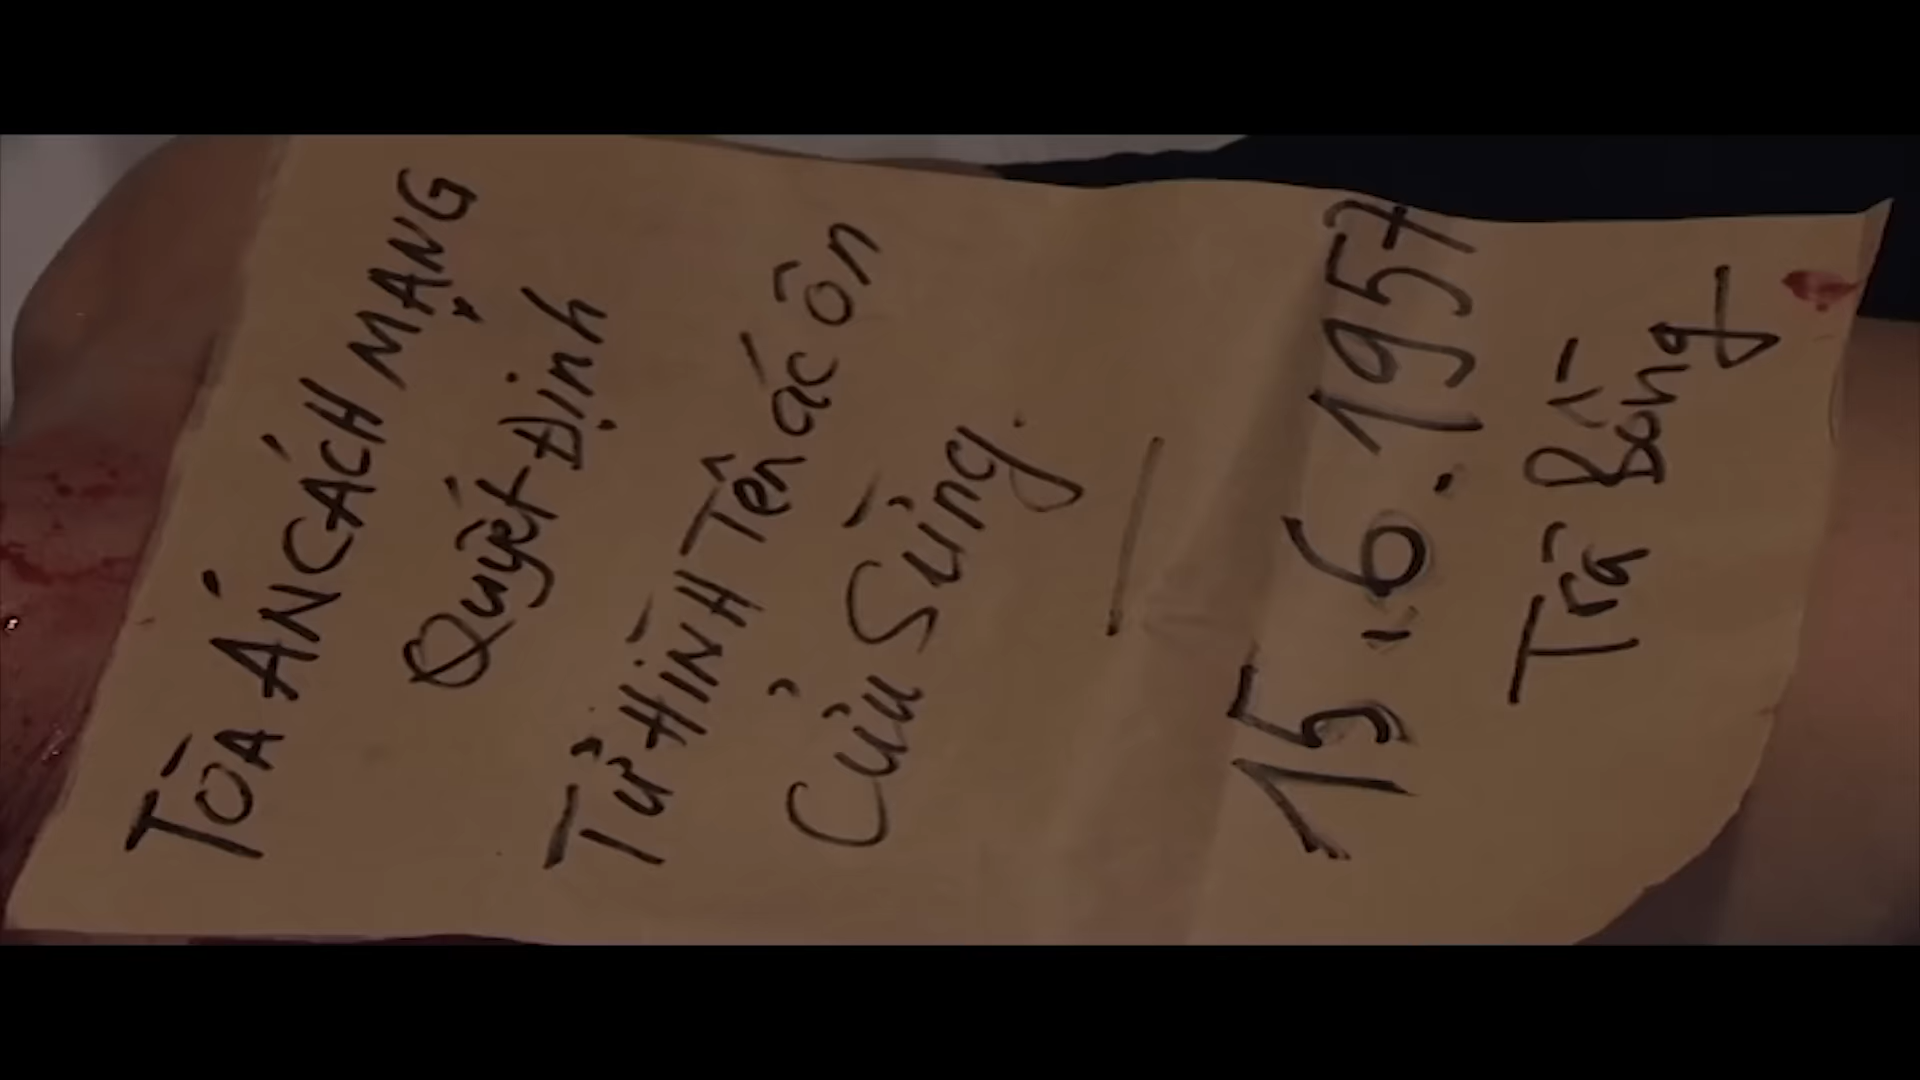 TÒA ÁN CÁCH MẠNG
Quyết Định
Tử HìNH Tên ác ôn
Cửu Sừng.
15.6.1957
Trà Bồng